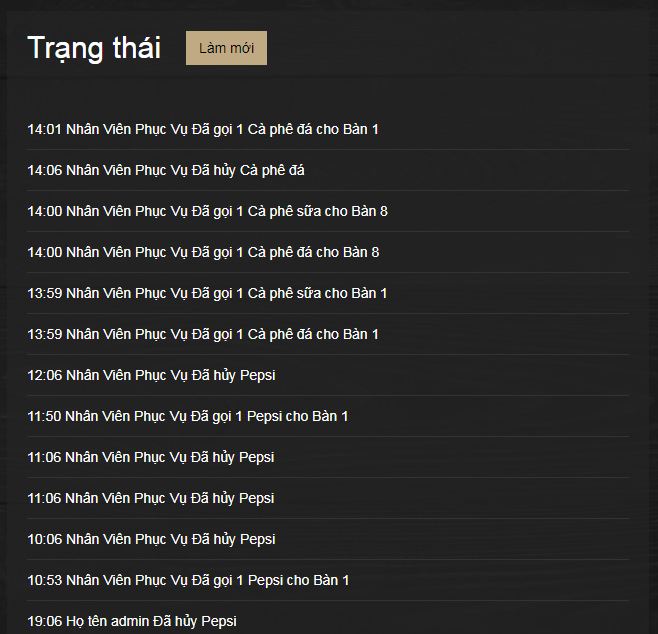 Trạng thái
Làm mới
14:01 Nhân Viên Phục Vụ Đã gọi 1 Cà phê đá cho Bàn 1
14:06 Nhân Viên Phục Vụ Đã hủy Cà phê đá
14:00 Nhân Viên Phục Vụ Đã gọi 1 Cà phê sữa cho Bàn 8
14:00 Nhân Viên Phục Vụ Đã gọi 1 Cà phê đá cho Bàn 8
13:59 Nhân Viên Phục Vụ Đã gọi 1 Cà phê sữa cho Bàn 1
13:59 Nhân Viên Phục Vụ Đã gọi 1 Cà phê đá cho Bàn 1
12:06 Nhân Viên Phục Vụ Đã hủy Pepsi
11:50 Nhân Viên Phục Vụ Đã gọi 1 Pepsi cho Bàn 1
11:06 Nhân Viên Phục Vụ Đã hủy Pepsi
11:06 Nhân Viên Phục Vụ Đã hủy Pepsi
10:06 Nhân Viên Phục Vụ Đã hủy Pepsi
10:53 Nhân Viên Phục Vụ Đã gọi 1 Pepsi cho Bàn 1
19:06 Họ tên admin Đã hủy Pepsi